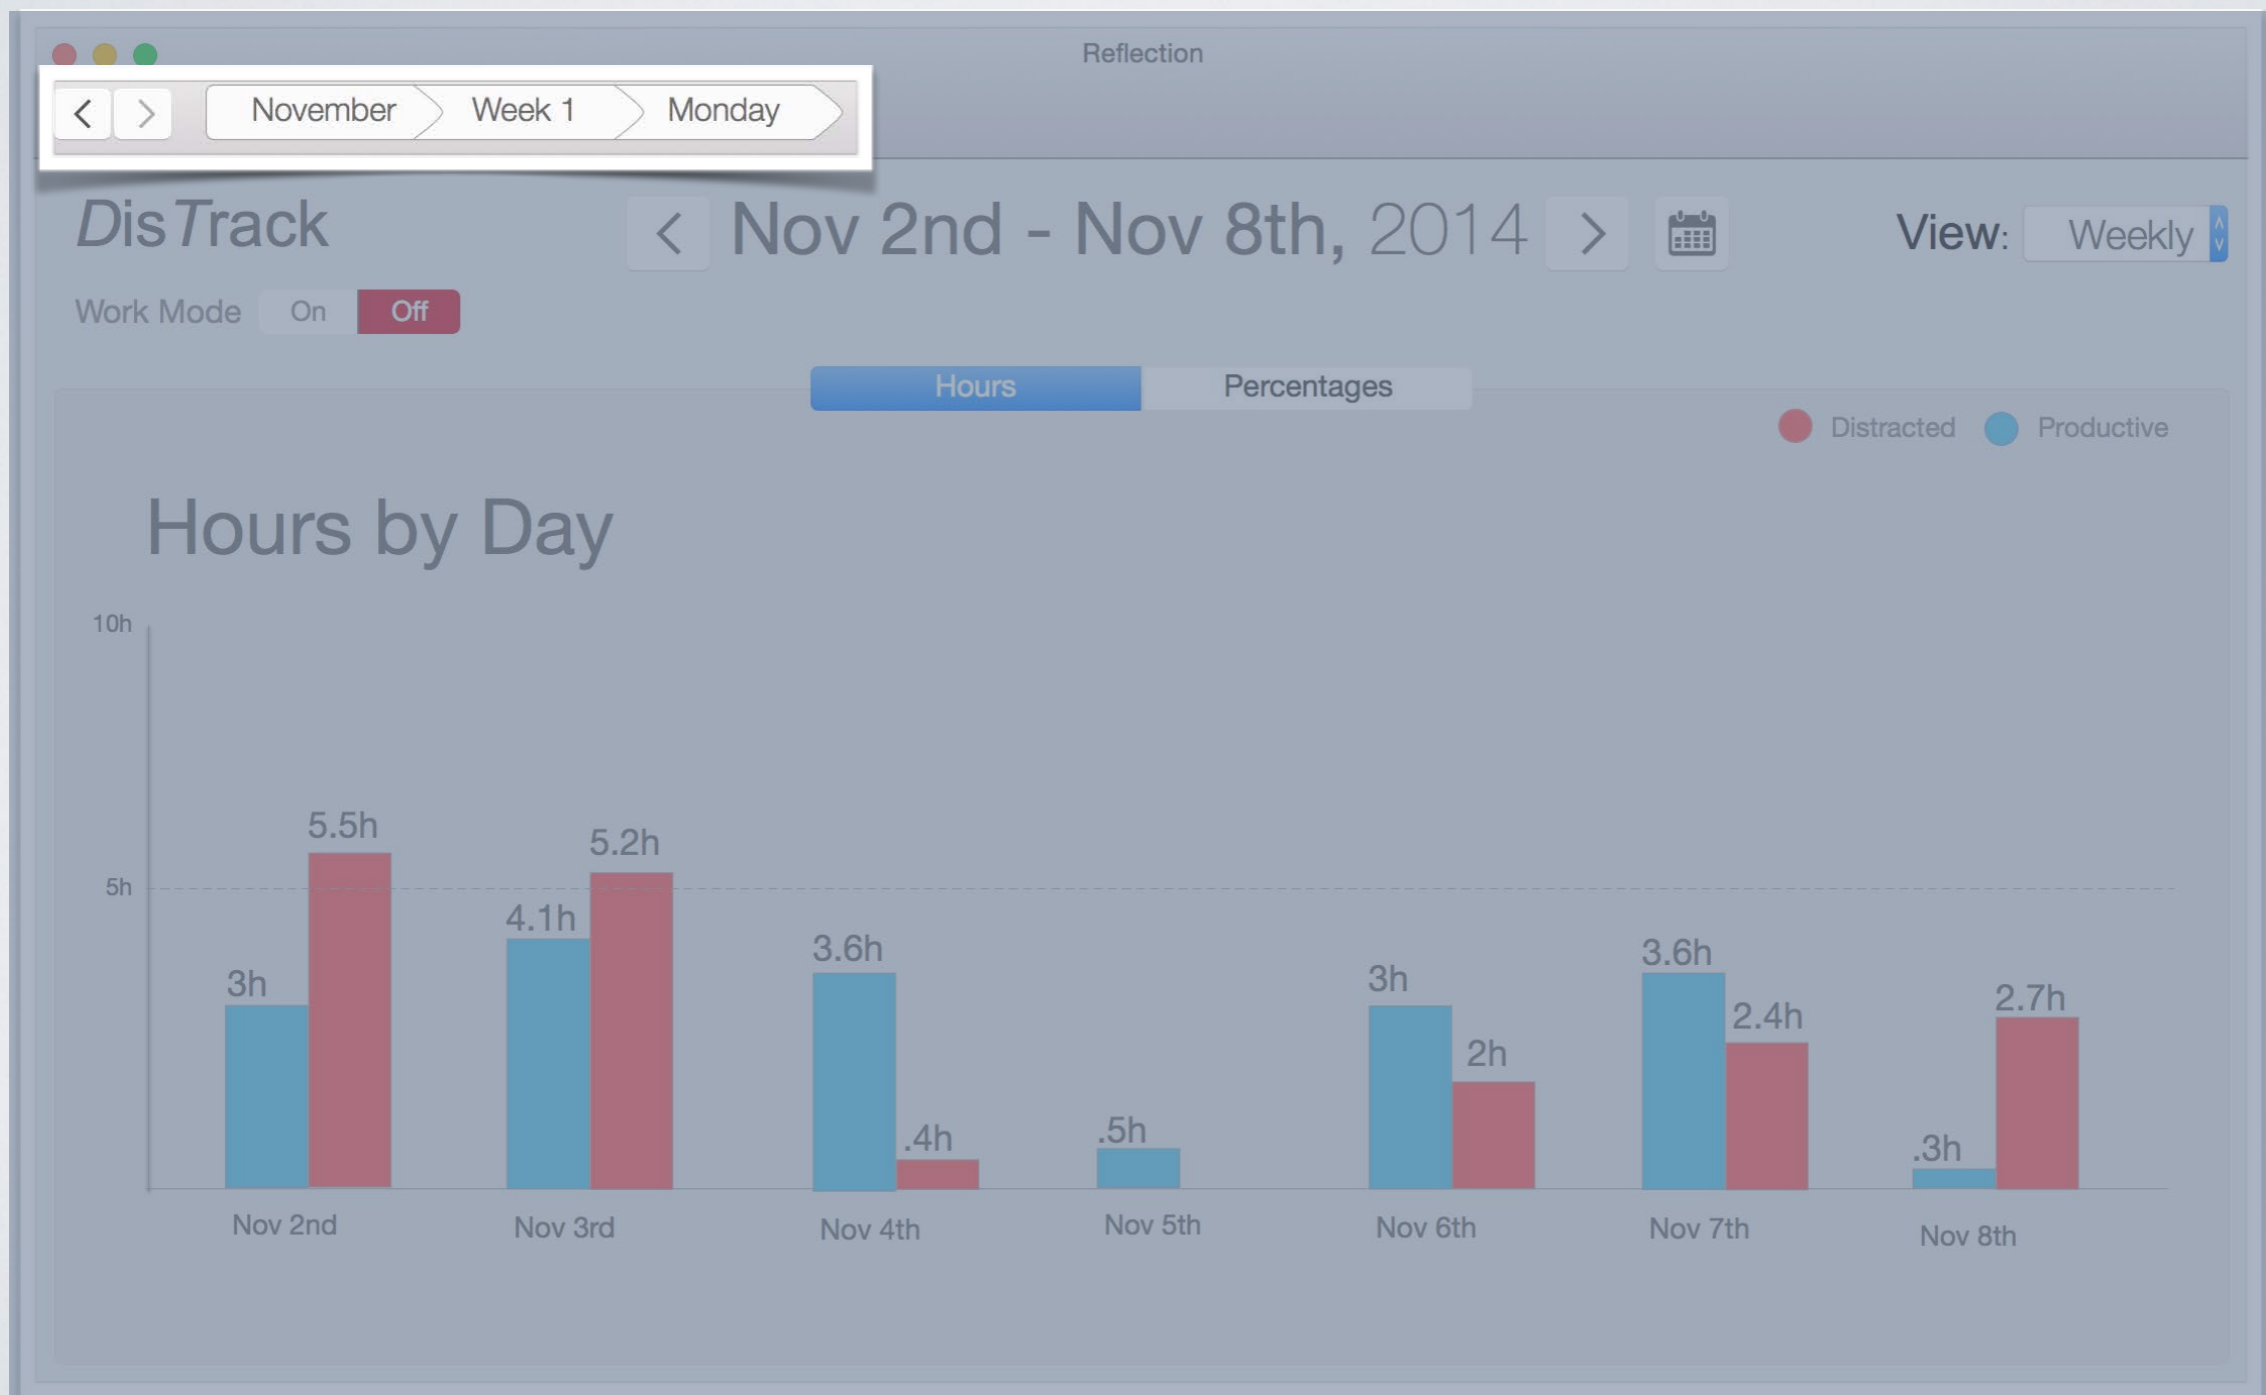 Reflection
November Week 1 Monday
DisTrack
Nov 2nd - Nov 8th, 2014
View: Weekly
Work Mode On Off
Hours Percentages
Distracted Productive
Hours by Day
10h
5.5h
5.2h
5h
4.1h
3.6h
3.6h
3h
3h
2.7h
2.4h
2h
.4h
.5h
.3h
Nov 2nd Nov 3rd Nov 4th Nov 5th Nov 6th Nov 7th Nov 8th